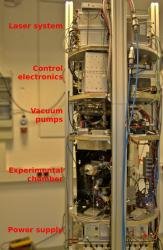 Laser system
Control
electronics
Vacuum
pumps
Experimental
chamber
Power supply